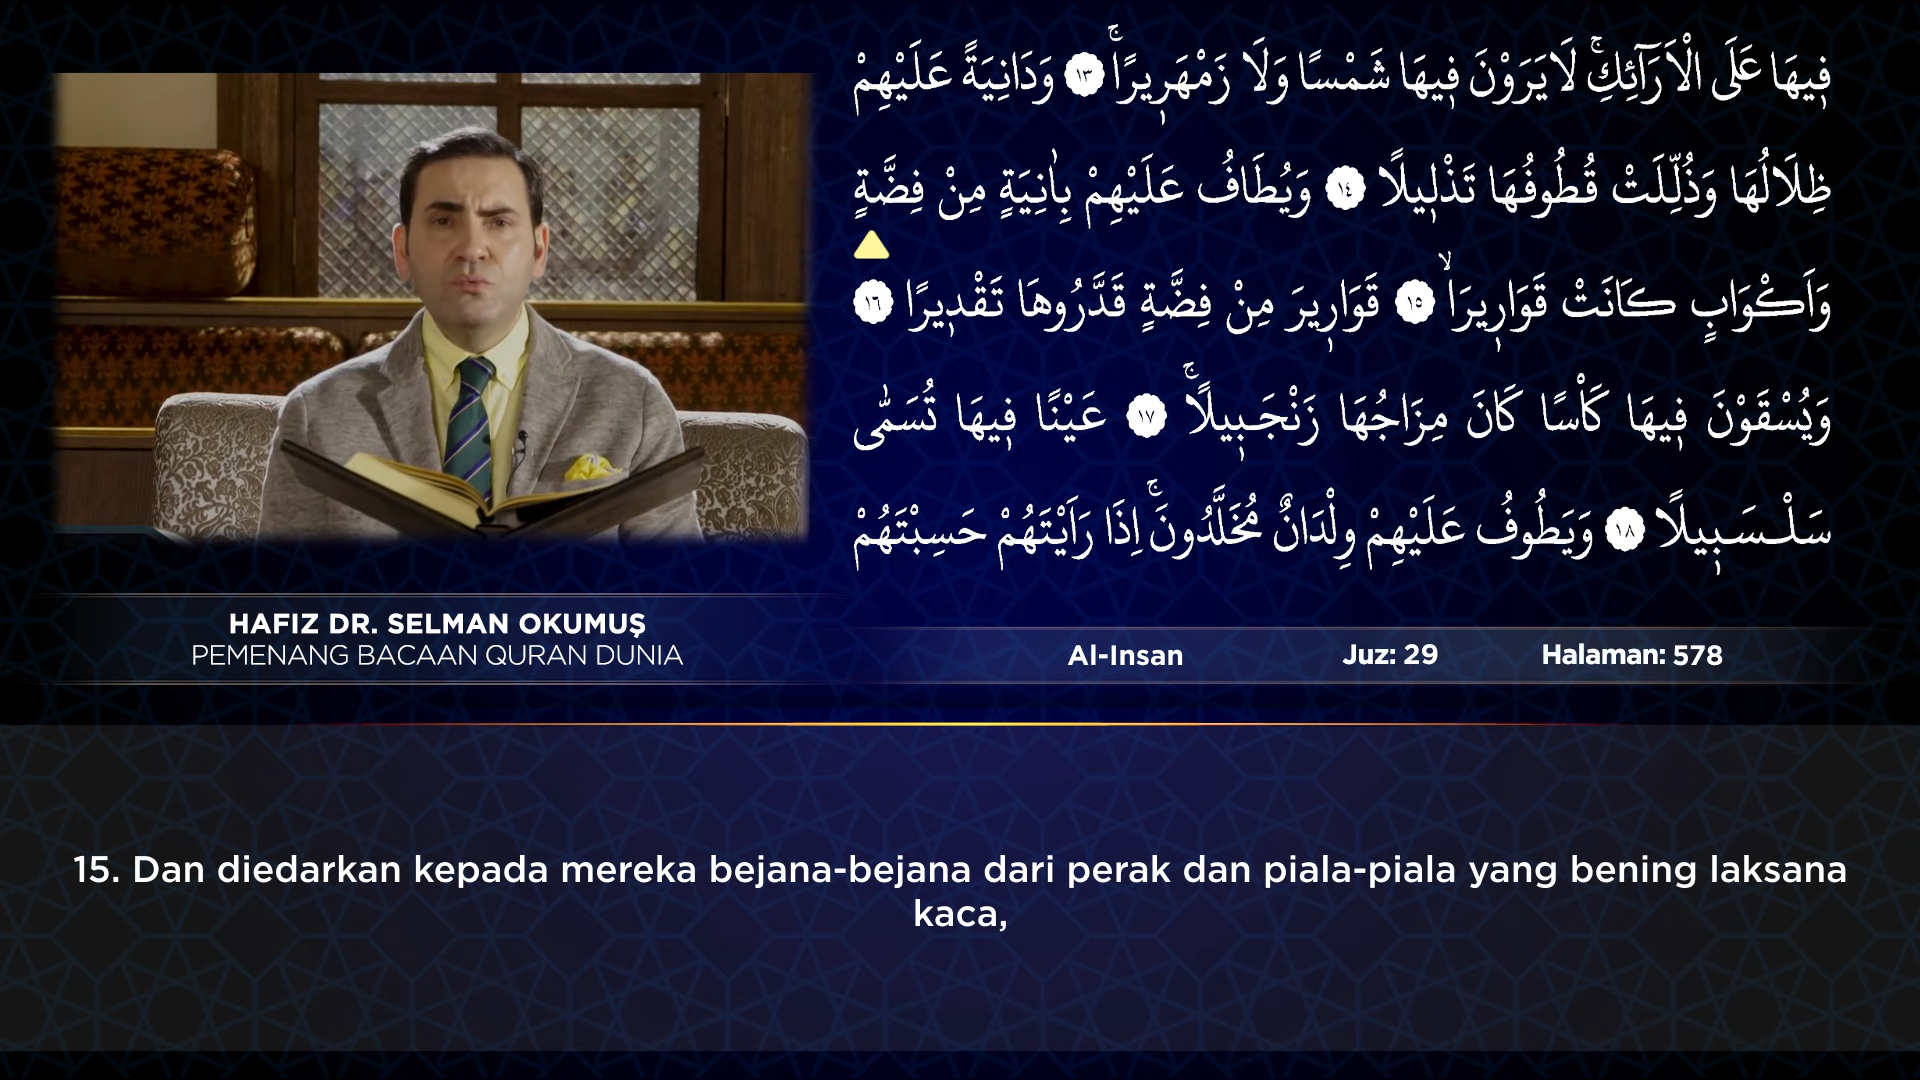 فِيهَا عَلَى الْاَرَٓائِكِۚ لَا يَرَوْنَ فِيهَا شَمْسًا وَلَا زَمْهَرِيرًاۚ ﴿١٣﴾ وَدَانِيَةً عَلَيْهِمْ
ظِلَالُهَا وَذُلِّلَتْ قُطُوفُهَا تَذْلِيلًا ﴿١٤﴾ وَيُطَافُ عَلَيْهِمْ بِاٰنِيَةٍ مِنْ فِضَّةٍ
وَاَكْوَابٍ كَانَتْ قَوَارِيرَا۬ۙ ﴿١٥﴾ قَوَارِيرَ مِنْ فِضَّةٍ قَدَّرُوهَا تَقْدِيرًا ﴿١٦﴾
وَيُسْقَوْنَ فِيهَا كَأْسًا كَانَ مِزَاجُهَا زَنْجَبِيلًاۚ ﴿١٧﴾ عَيْنًا فِيهَا تُسَمّٰى
سَلْسَبِيلًا ﴿١٨﴾ وَيَطُوفُ عَلَيْهِمْ وِلْدَانٌ مُخَلَّدُونَۚ اِذَا رَاَيْتَهُمْ حَسِبْتَهُمْ
HAFIZ DR. SELMAN OKUMUŞ
PEMENANG BACAAN QURAN DUNIA
Al-Insan Juz: 29 Halaman: 578
15. Dan diedarkan kepada mereka bejana-bejana dari perak dan piala-piala yang bening laksana
kaca,